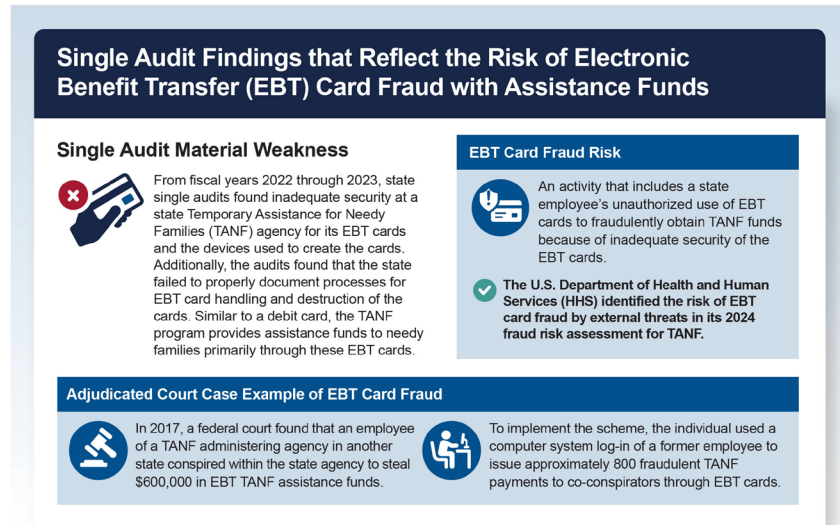 Single Audit Findings that Reflect the Risk of Electronic
Benefit Transfer (EBT) Card Fraud with Assistance Funds
Single Audit Material Weakness
From fiscal years 2022 through 2023, state
single audits found inadequate security at a
state Temporary Assistance for Needy
Families (TANF) agency for its EBT cards
and the devices used to create the cards.
Additionally, the audits found that the state
failed to properly document processes for
EBT card handling and destruction of the
cards. Similar to a debit card, the TANF
program provides assistance funds to needy
families primarily through these EBT cards.
EBT Card Fraud Risk
An activity that includes a state
employee's unauthorized use of EBT
cards to fraudulently obtain TANF funds
because of inadequate security of the
EBT cards.
The U.S. Department of Health and Human
Services (HHS) identified the risk of EBT
card fraud by external threats in its 2024
fraud risk assessment for TANF.
Adjudicated Court Case Example of EBT Card Fraud
In 2017, a federal court found that an employee
of a TANF administering agency in another
state conspired within the state agency to steal
$600,000 in EBT TANF assistance funds.
To implement the scheme, the individual used a
computer system log-in of a former employee to
issue approximately 800 fraudulent TANF
payments to co-conspirators through EBT cards.